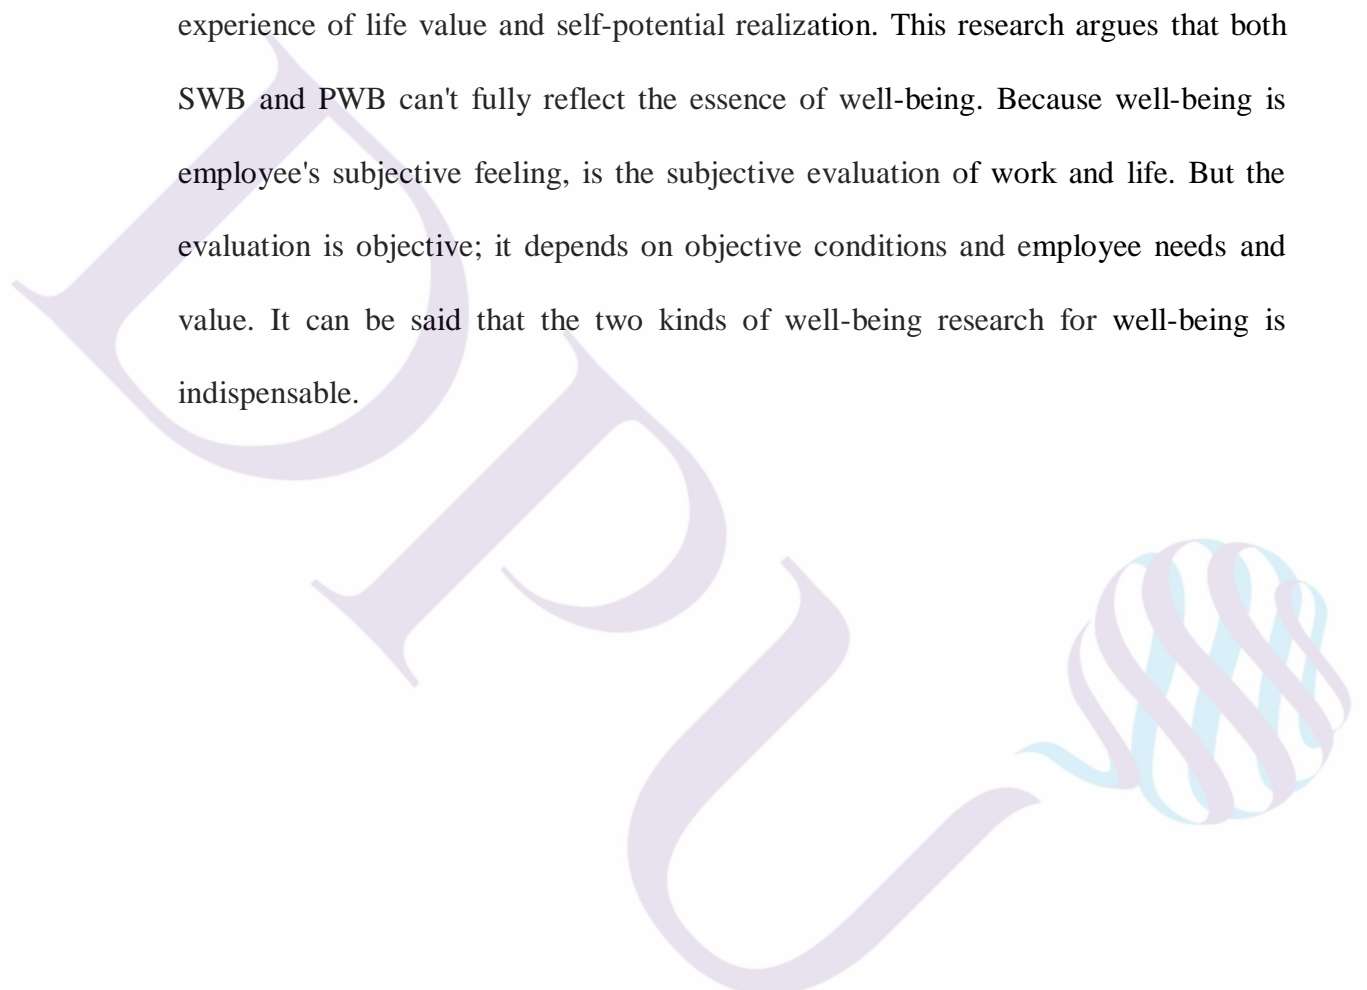 experience of life value and self-potential realization. This research argues that both
SWB and PWB can't fully reflect the essence of well-being. Because well-being is
employee's subjective feeling, is the subjective evaluation of work and life. But the
evaluation is objective; it depends on objective conditions and employee needs and
value. It can be said that the two kinds of well-being research for well-being is
indispensable.
DPU